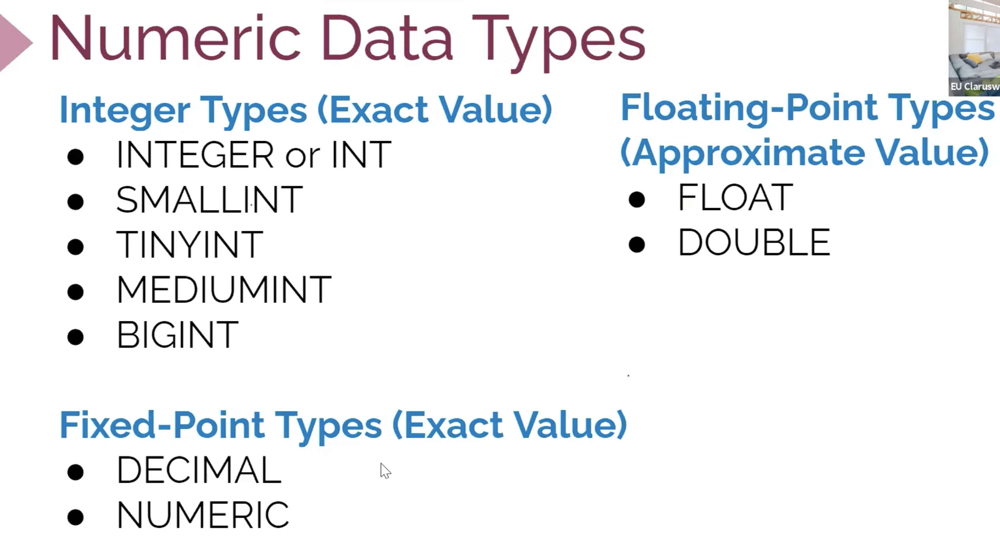 Numeric Data Types
Integer Types (Exact Value)
● INTEGER or INT
● SMALLINT
● TINYINT
● MEDIUMINT
● BIGINT
Fixed-Point Types (Exact Value)
● DECIMAL
● NUMERIC
Floating-Point Types
(Approximate Value)
● FLOAT
● DOUBLE
EU Clarusw